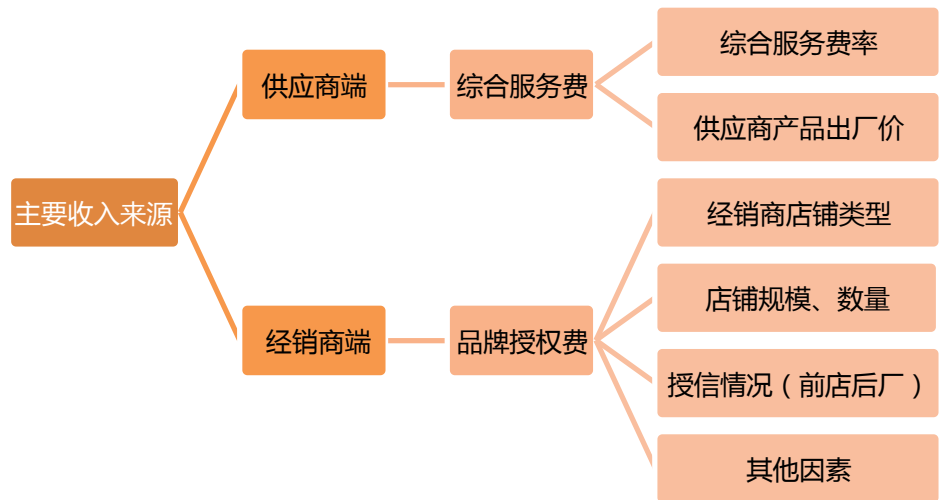 主要收入来源
供应商端
综合服务费
综合服务费率
供应商产品出厂价
经销商端
品牌授权费
经销商店铺类型
店铺规模、数量
授信情况（前店后厂）
其他因素